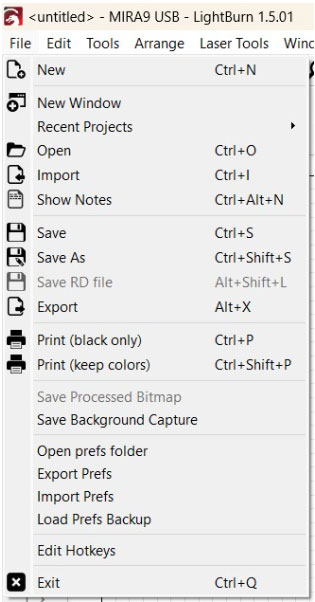 <untitled> - MIRA9 USB - LightBurn 1.5.01
File Edit Tools Arrange Laser Tools Wind
New Ctrl+N
New Window
Recent Projects
Open Ctrl+O
Import Ctrl+I
Show Notes Ctrl+Alt+N
Save Ctrl+S
Save As Ctrl+Shift+S
Save RD file Alt+Shift+L
Export Alt+X
Print (black only) Ctrl+P
Print (keep colors) Ctrl+Shift+P
Save Processed Bitmap
Save Background Capture
Open prefs folder
Export Prefs
Import Prefs
Load Prefs Backup
Edit Hotkeys
Exit Ctrl+Q